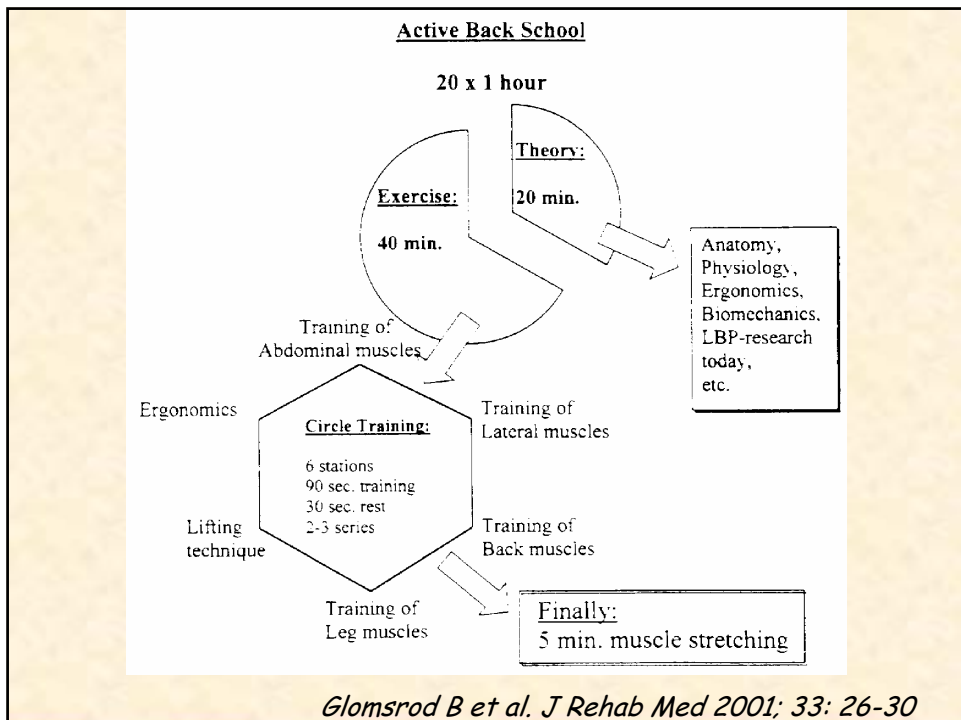 Active Back School
20 x 1 hour
Theory:
20 min.
Exercise:
40 min.
Anatomy,
Physiology,
Ergonomics,
Biomechanics,
LBP-research
today,
etc.
Training of
Abdominal muscles
Ergonomics
Training of
Lateral muscles
Circle Training:
6 stations
90 sec. training
30 sec. rest
2-3 series
Lifting
technique
Training of
Back muscles
Training of
Leg muscles
Finally:
5 min. muscle stretching
Glomsrod B et al. J Rehab Med 2001; 33: 26-30